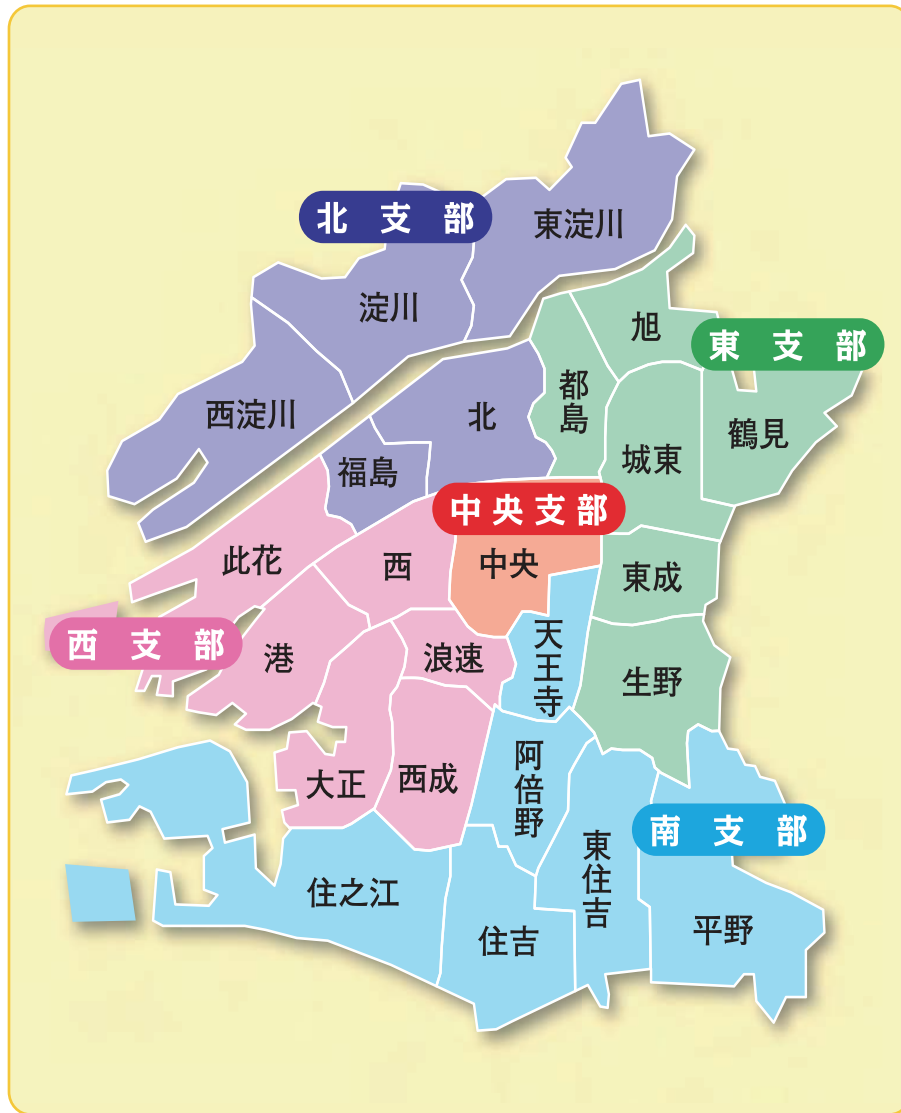 北支部
東淀川
淀川
旭
東支部
西淀川
北
都島
鶴見
城東
福島
中央支部
此花
西
中央
東成
西支部
港
浪速
天王寺
生野
大正
西成
阿倍野
南支部
東住吉
住之江
住吉
平野